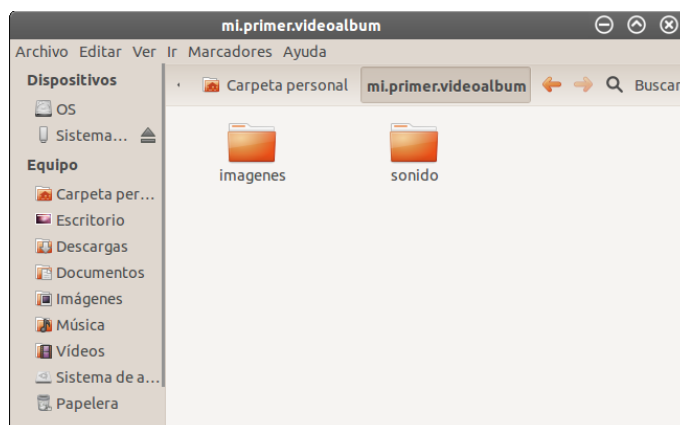 mi.primer.videoalbum
Archivo Editar Ver Ir Marcadores Ayuda
Dispositivos
OS
Sistema...
Equipo
Carpeta per...
Escritorio
Descargas
Documentos
Imágenes
Música
Vídeos
Sistema de a...
Papelera
Carpeta personal mi.primer.videoalbum Buscar
imagenes sonido